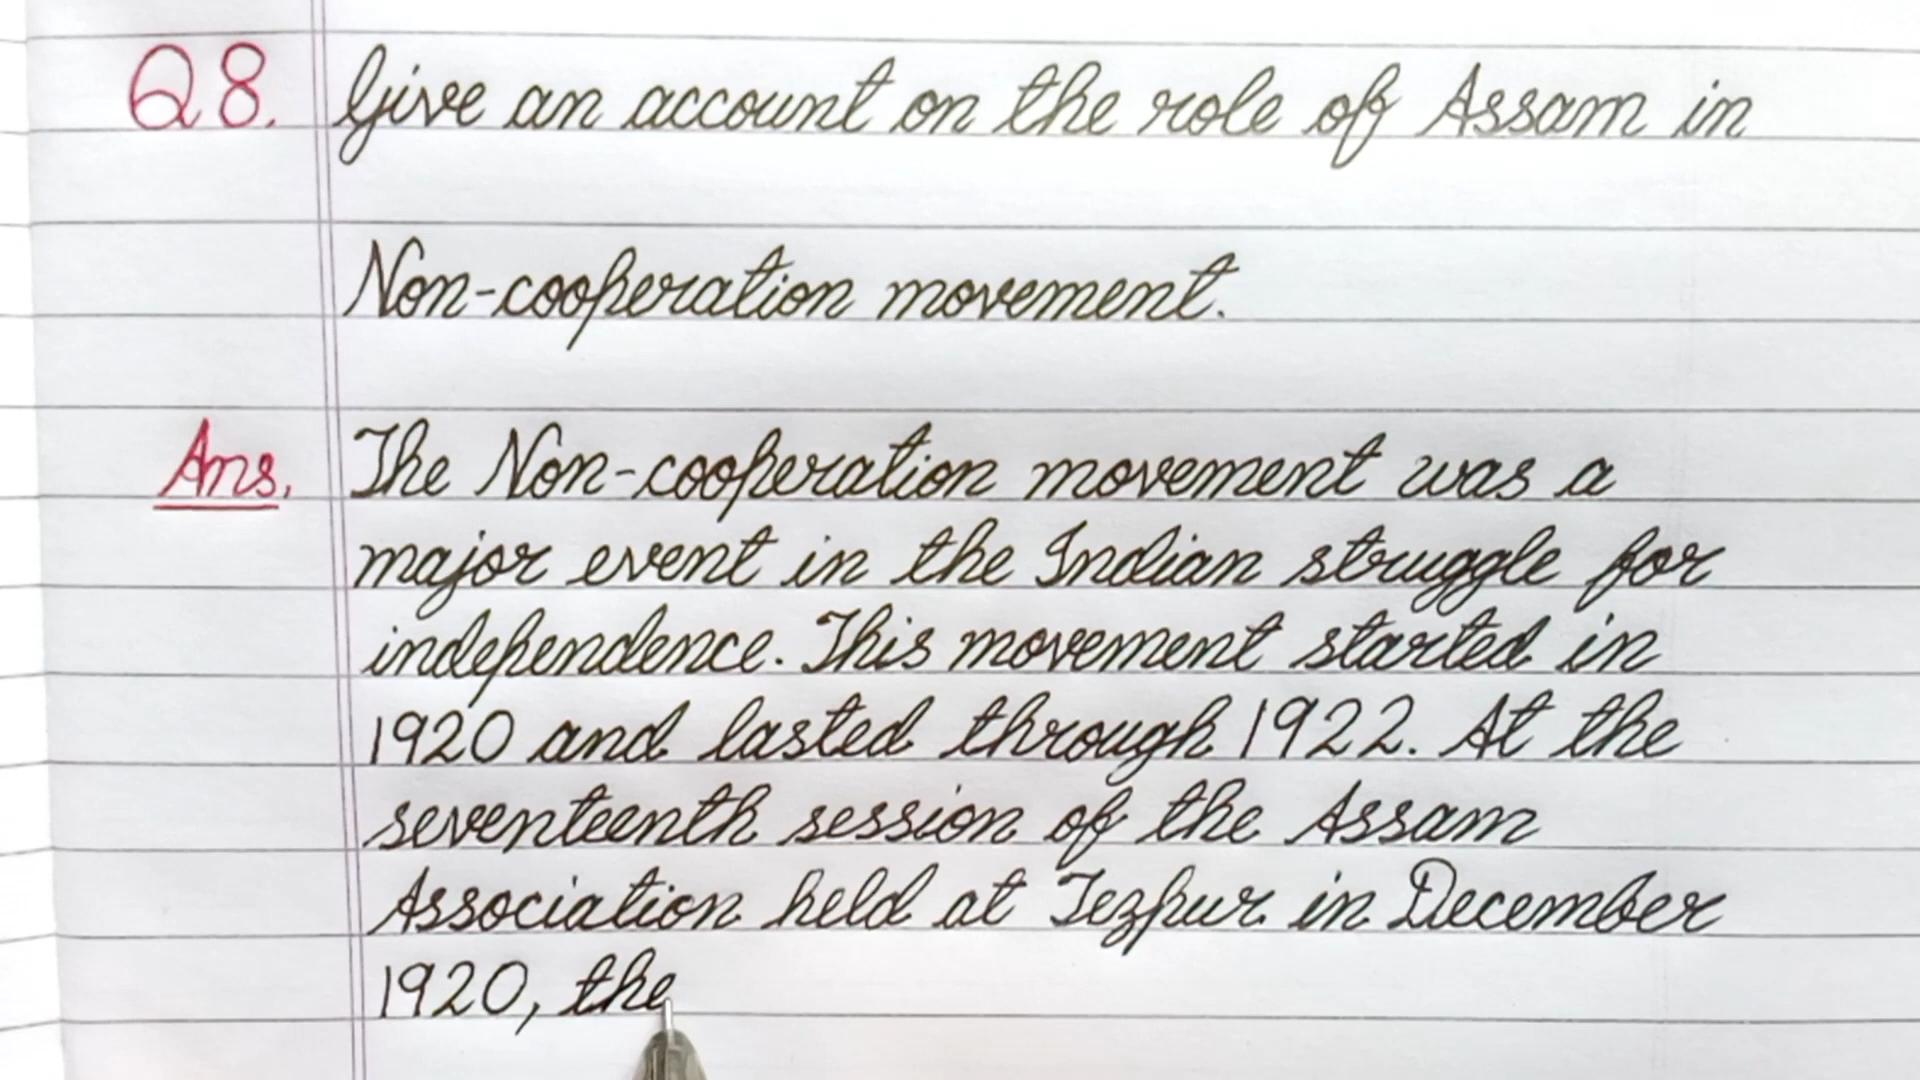 Q8. Give an account on the role of Assam in
Non-cooperation movement.
Ans. The Non-cooperation movement was a
major event in the Indian struggle for
independence. This movement started in
1920 and lasted through 1922. At the
seventeenth session of the Assam
Association held at Tezpur in December
1920, the